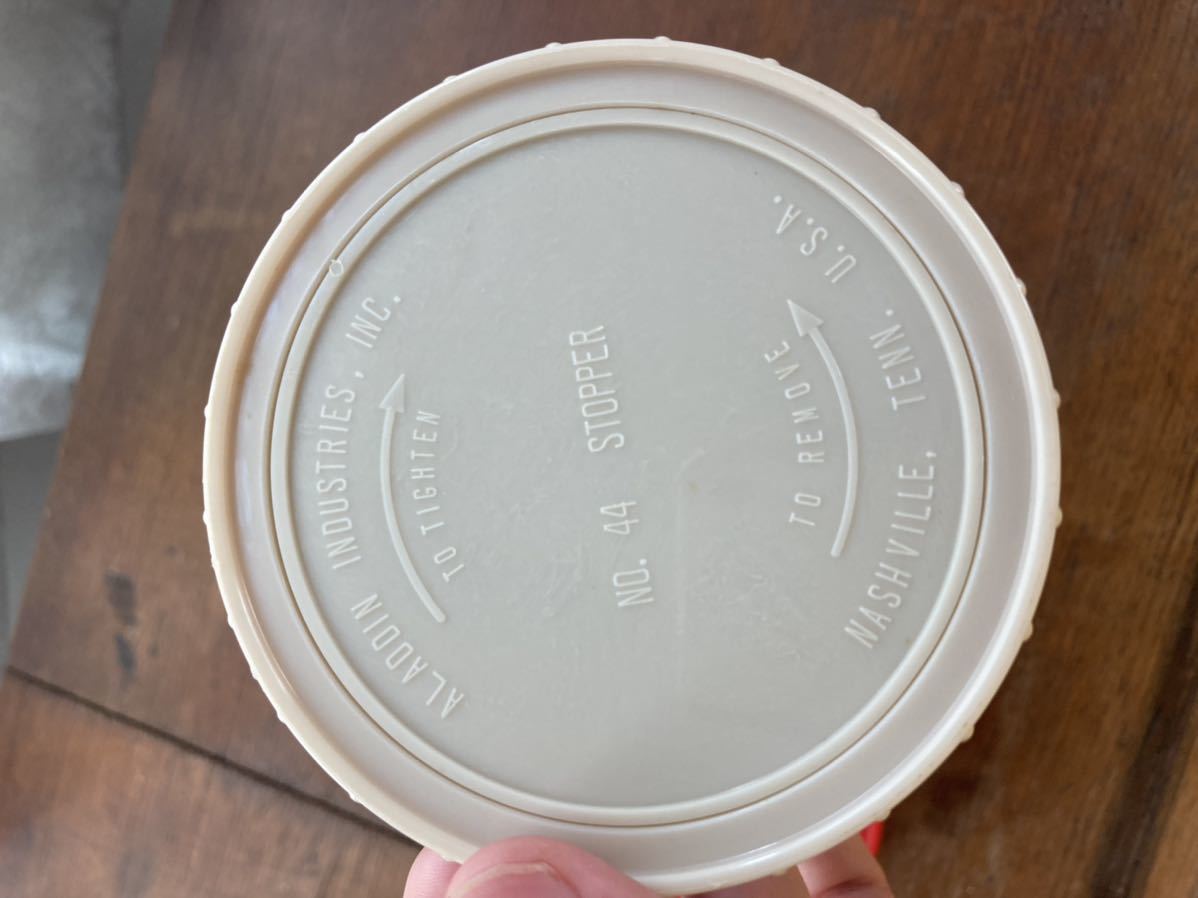 ALADDIN INDUSTRIES, INC.
TO TIGHTEN
NO. 44 STOPPER
TO REMOVE
NASHVILLE, TENN. U.S.A.